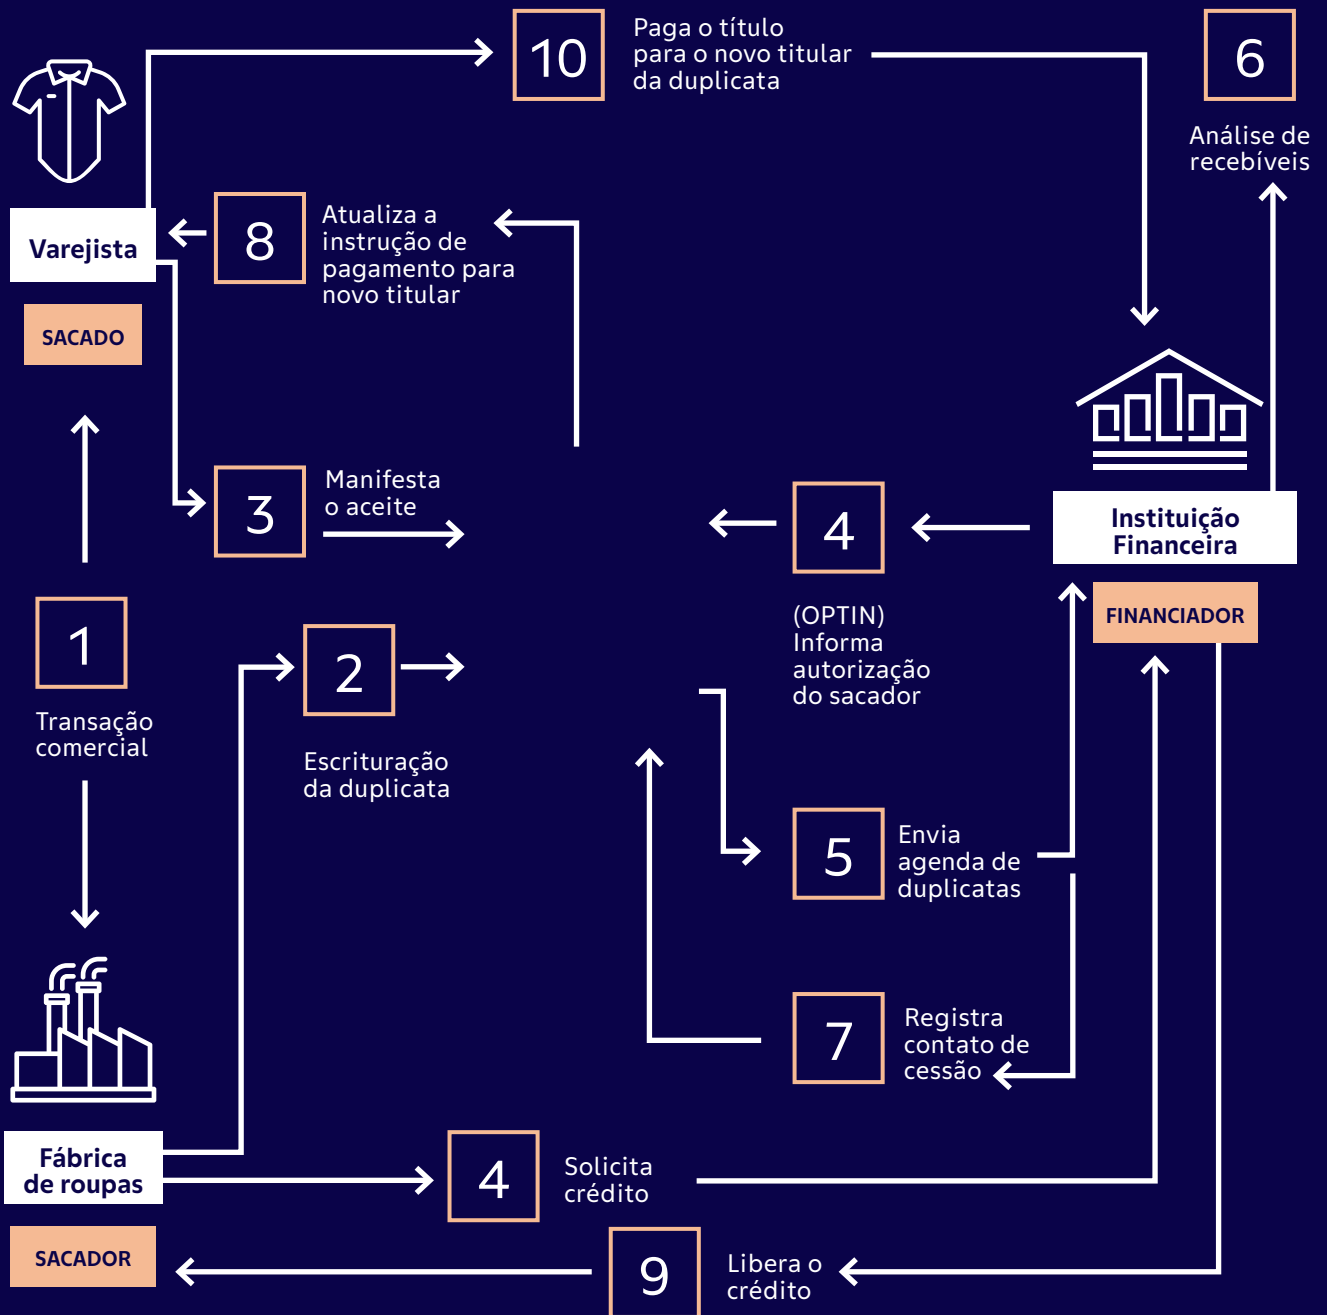 10
Paga o título
para o novo titular
da duplicata
6
Análise de
recebíveis
Varejista
SACADO
8
Atualiza a
instrução de
pagamento para
novo titular
3
Manifesta
o aceite
4
(OPTIN)
Informa
autorização
do sacador
Instituição
Financeira
FINANCIADOR
1
Transação
comercial
2
Escrituração
da duplicata
5
Envia
agenda de
duplicatas
7
Registra
contato de
cessão
Fábrica
de roupas
SACADOR
4
Solicita
crédito
9
Libera o
crédito